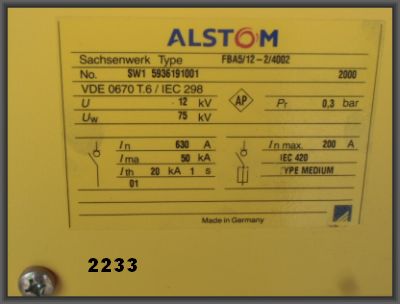 ALSTOM
Sachsenwerk Type FBA5/12-2/4002
No. SW1 5936191001 2000
VDE 0670 T.6 / IEC 298
U 12 kV AP Pr 0,3 bar
Uw 75 kV
In 630 A In max. 200 A
Ima 50 kA IEC 420
Ith 20 kA 1 s TYPE MEDIUM
01
Made in Germany
2233